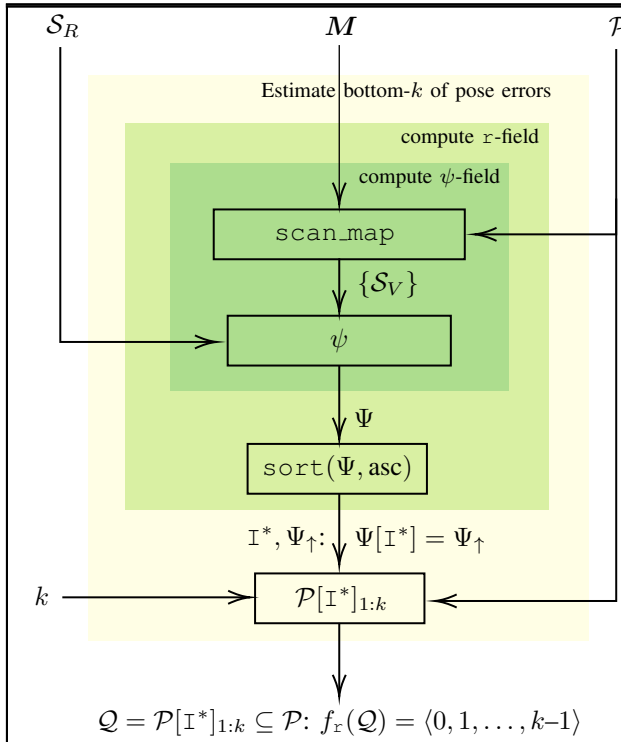 𝒮_R 𝑴 𝒫
Estimate bottom-k of pose errors
compute r-field
compute ψ-field
scan_map
{𝒮_V}
ψ
Ψ
sort(Ψ, asc)
I*, Ψ↑: Ψ[I*] = Ψ↑
k 𝒫[I*]_{1:k}
𝒬 = 𝒫[I*]_{1:k} ⊆ 𝒫: f_r(𝒬) = ⟨0, 1, . . . , k–1⟩